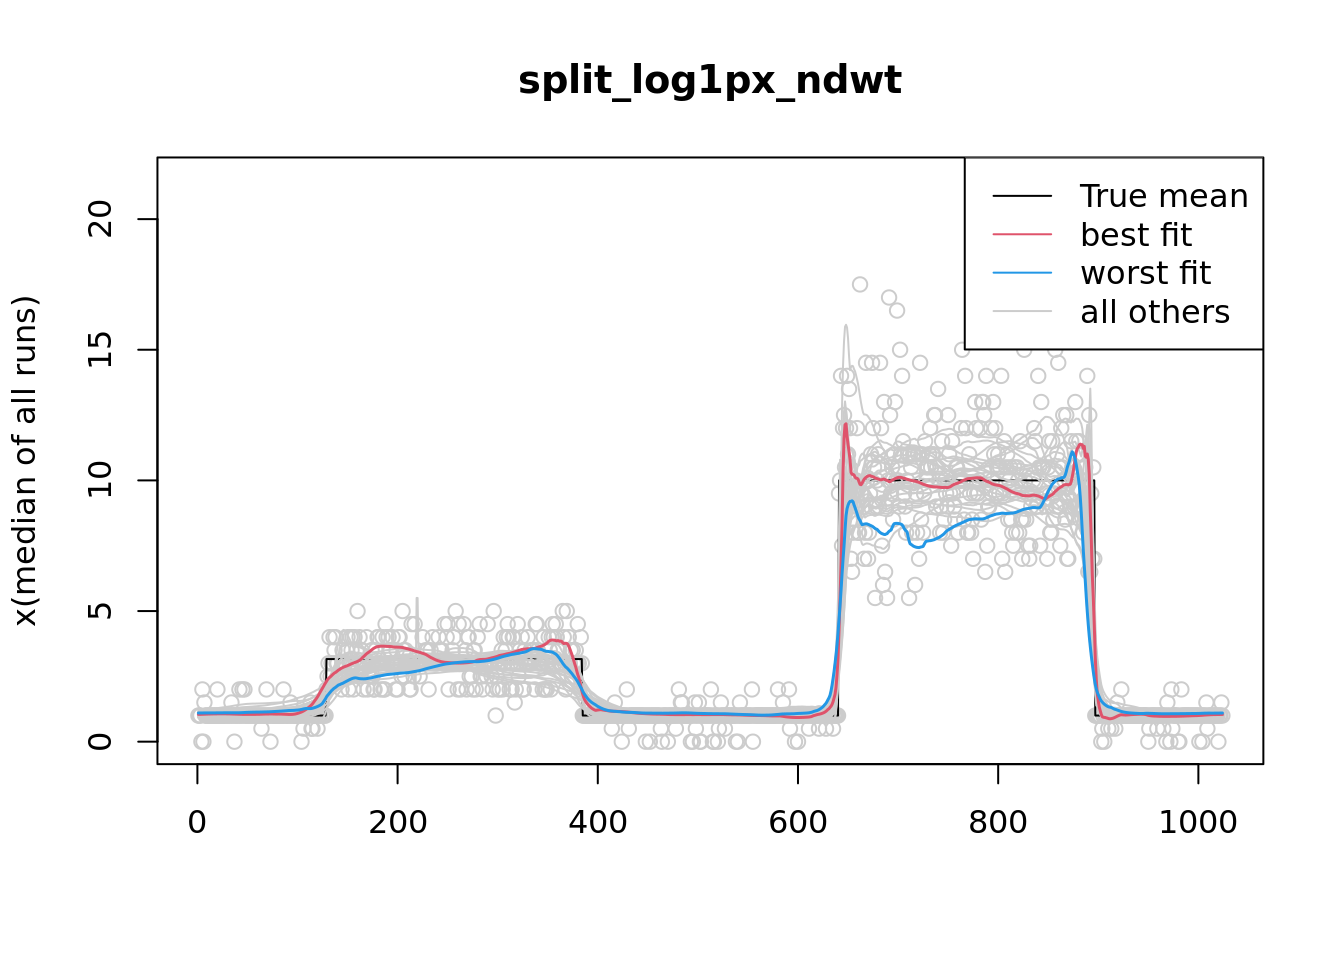 split_log1px_ndwt
x(median of all runs)
20
15
10
5
0
True mean
best fit
worst fit
all others
0 200 400 600 800 1000